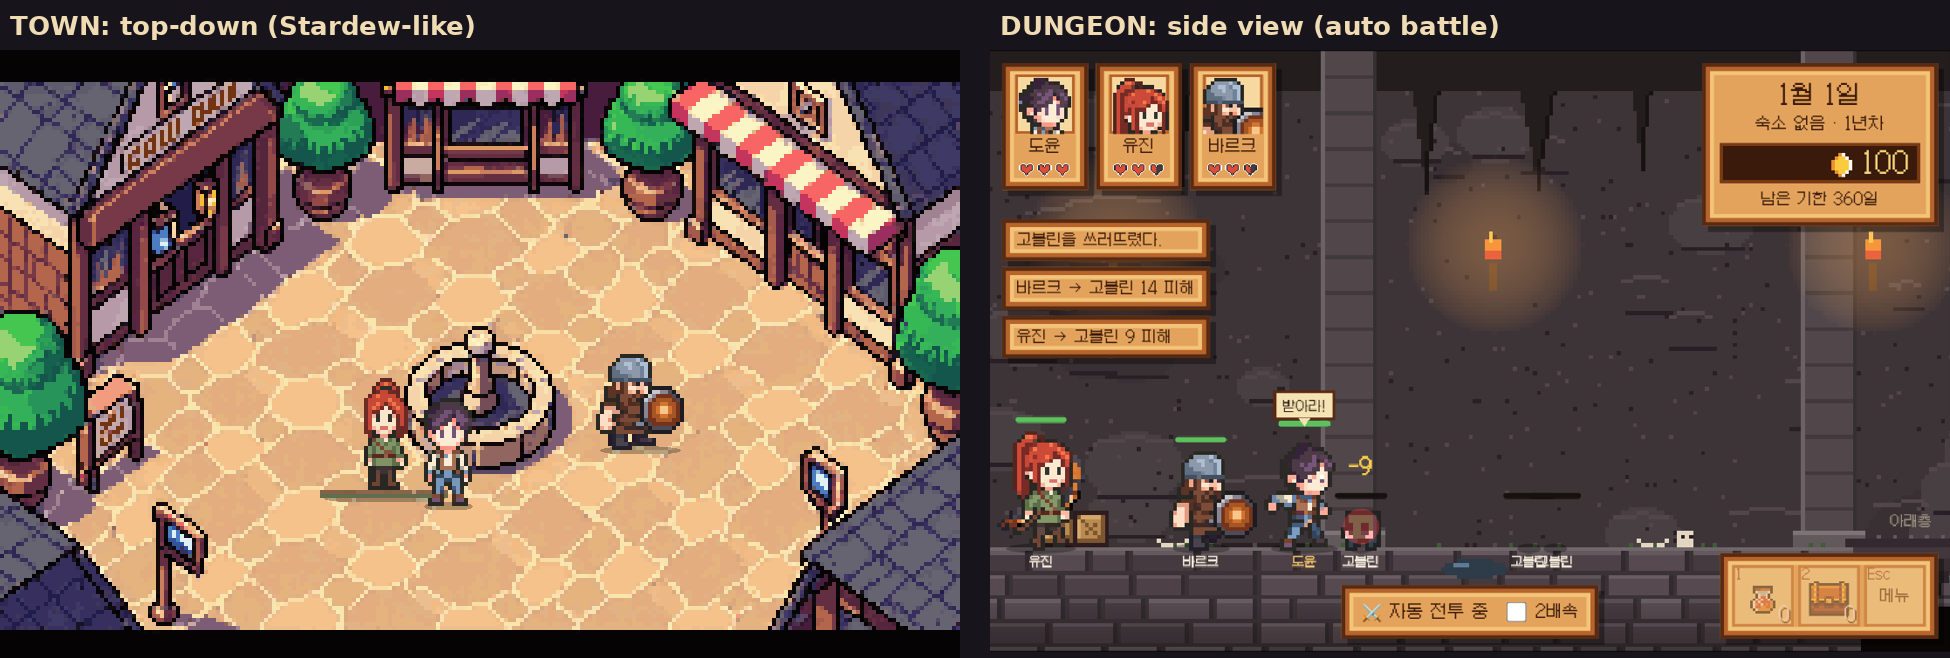 TOWN: top-down (Stardew-like)
DUNGEON: side view (auto battle)
도윤
유진
바르크
1월 1일
숙소 없음 · 1년차
100
남은 기한 360일
고블린을 쓰러뜨렸다.
바르크 → 고블린 14 피해
유진 → 고블린 9 피해
받아라!
-9
아래층
유진
바르크
도윤
고블린
고블린
1
0
2
0
Esc
메뉴
자동 전투 중
2배속